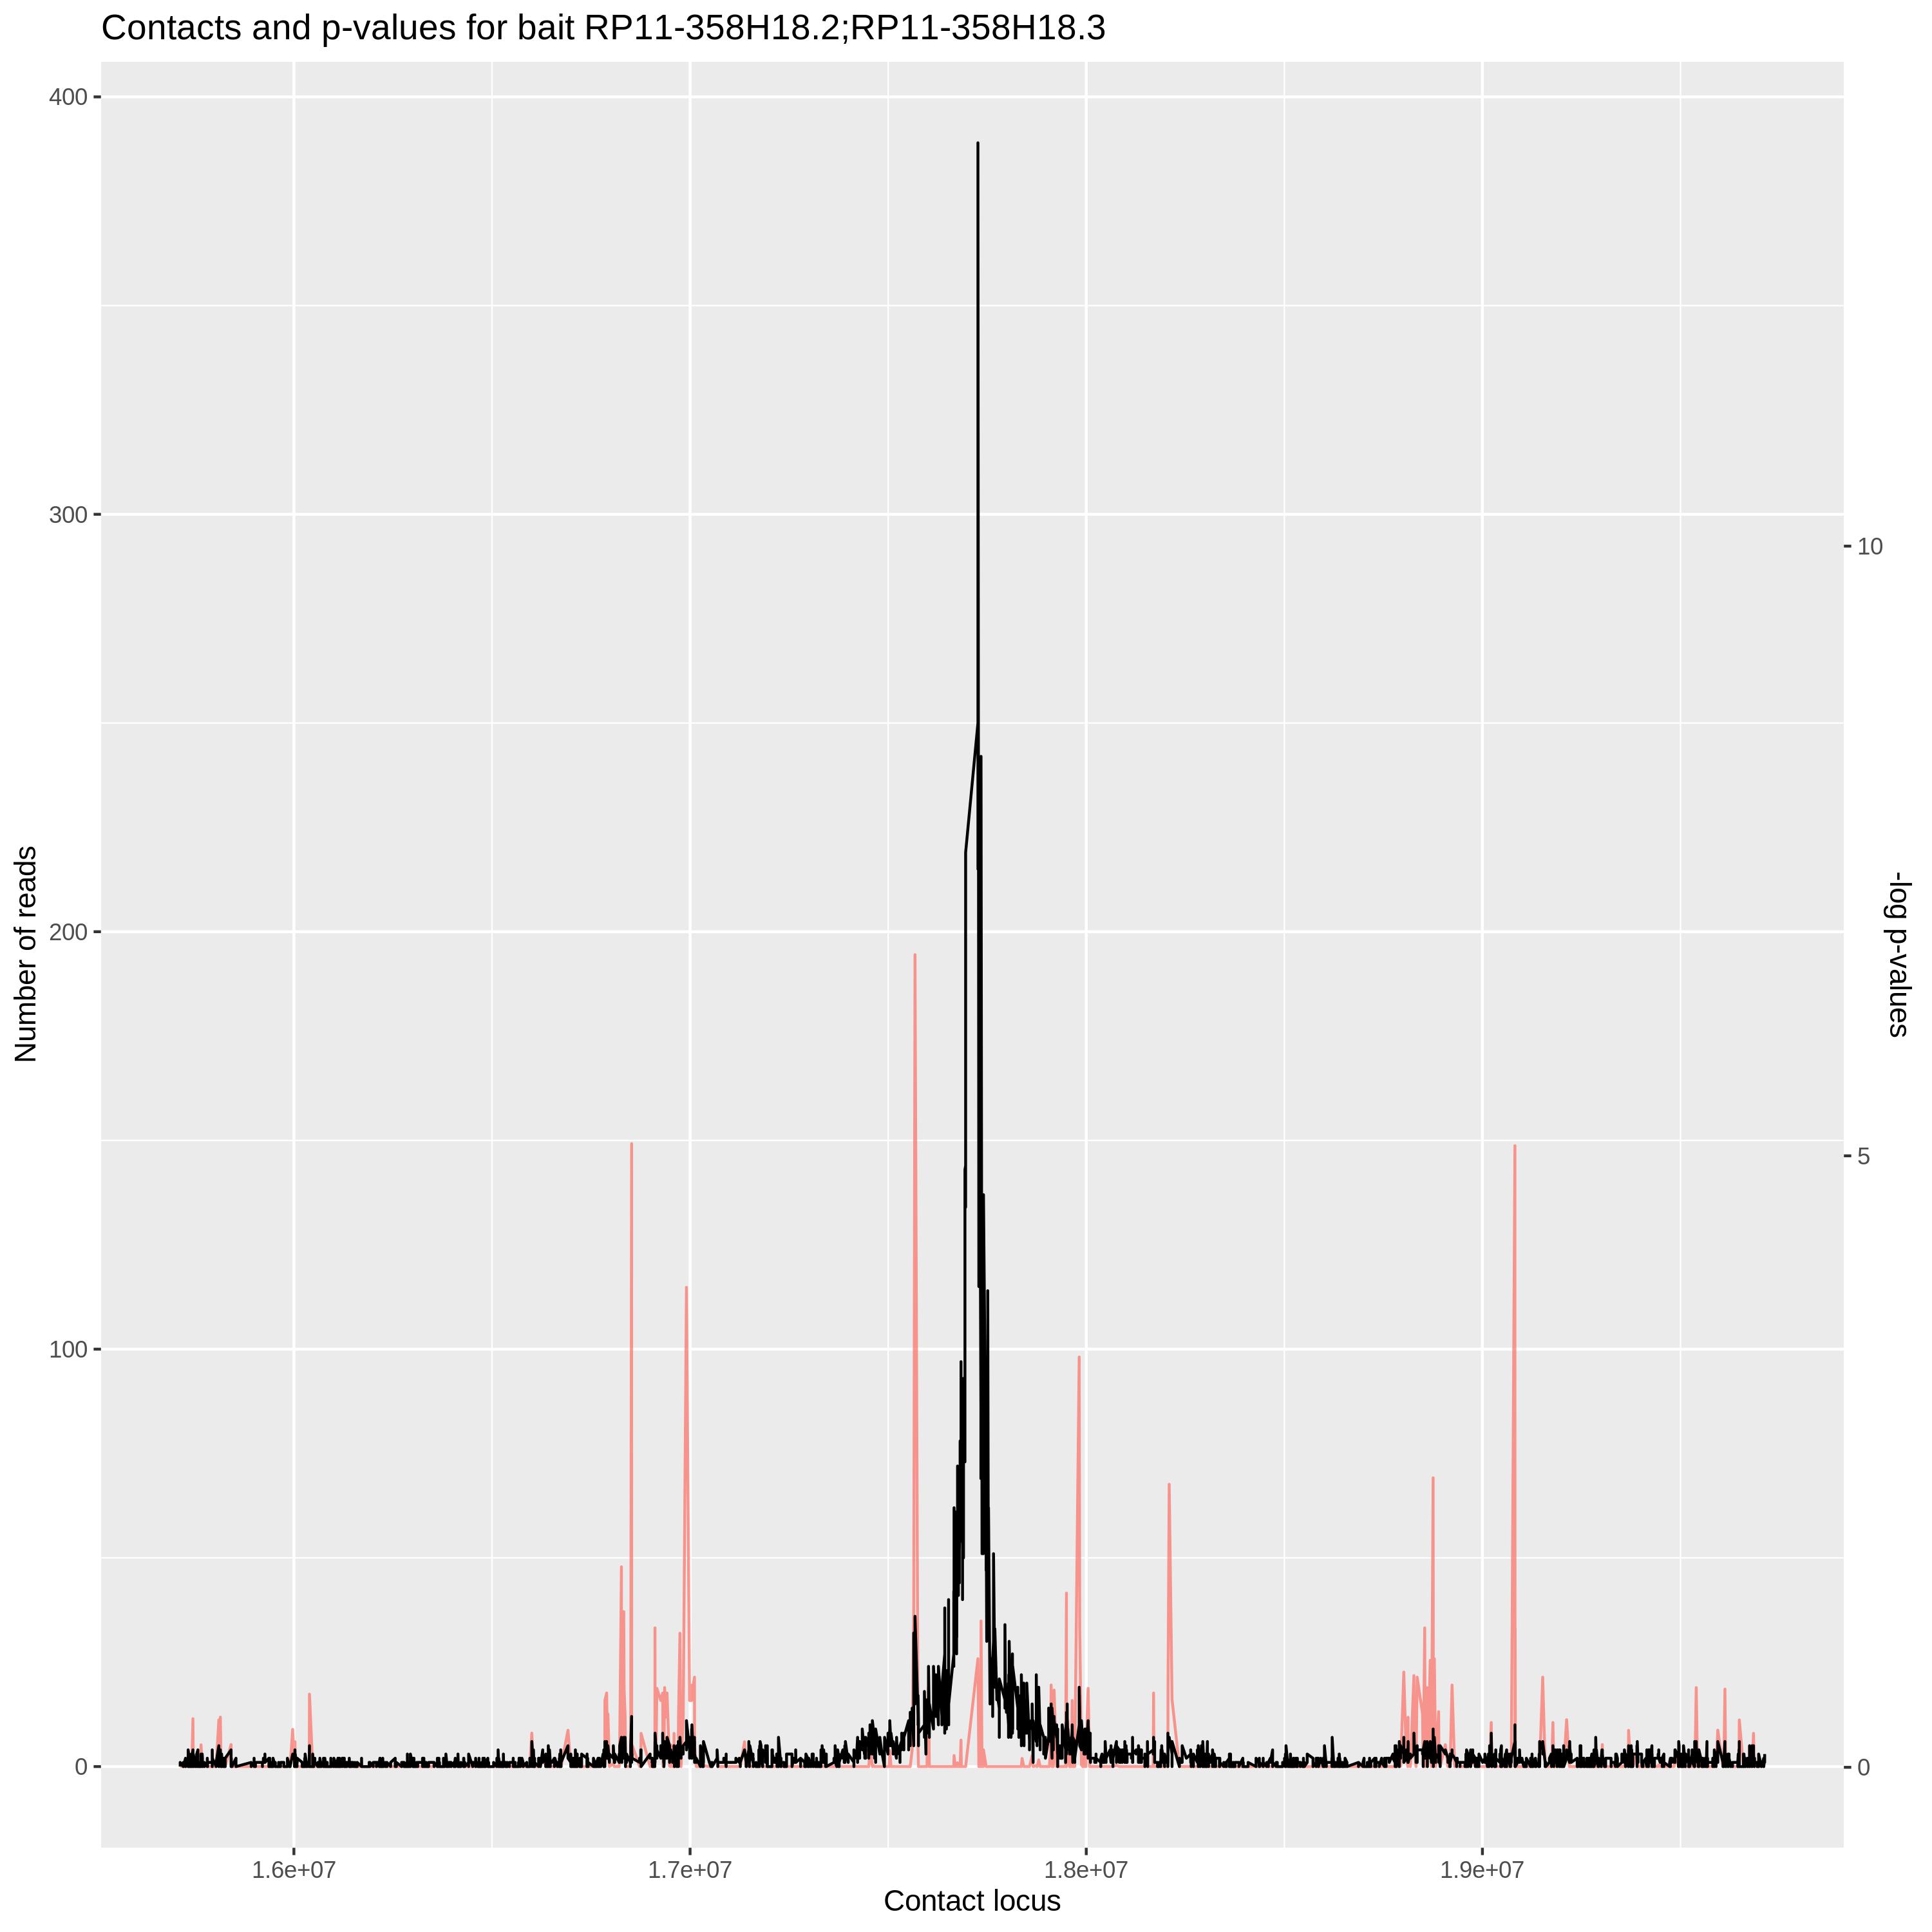 Contacts and p-values for bait RP11-358H18.2;RP11-358H18.3
400
300
200
100
0
Number of reads
10
5
0
-log p-values
1.6e+07
1.7e+07
1.8e+07
1.9e+07
Contact locus